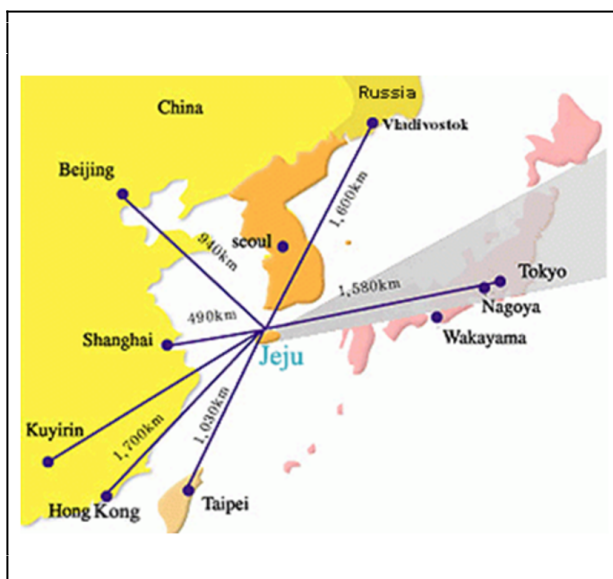 Russia
China
Vladivostok
Beijing
1,600km
940km
seoul
1,580km
Tokyo
490km
Nagoya
Shanghai
Wakayama
Jeju
Kuyirin
1,700km
1,030km
Hong Kong
Taipei